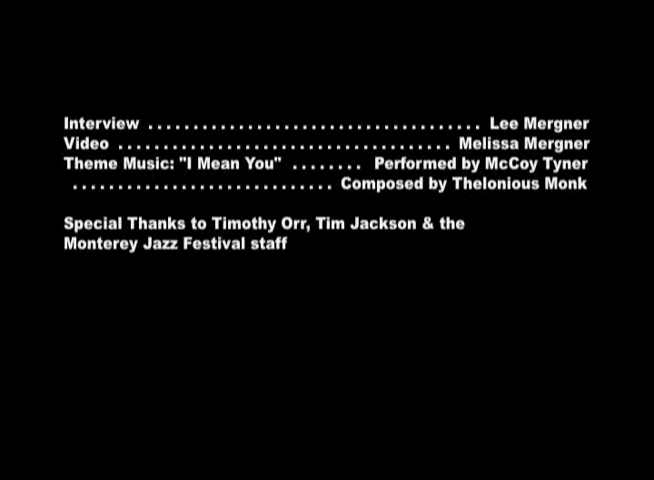 Interview ..................................... Lee Mergner
Video ..................................... Melissa Mergner
Theme Music: "I Mean You" ........ Performed by McCoy Tyner
............................. Composed by Thelonious Monk
Special Thanks to Timothy Orr, Tim Jackson & the
Monterey Jazz Festival staff